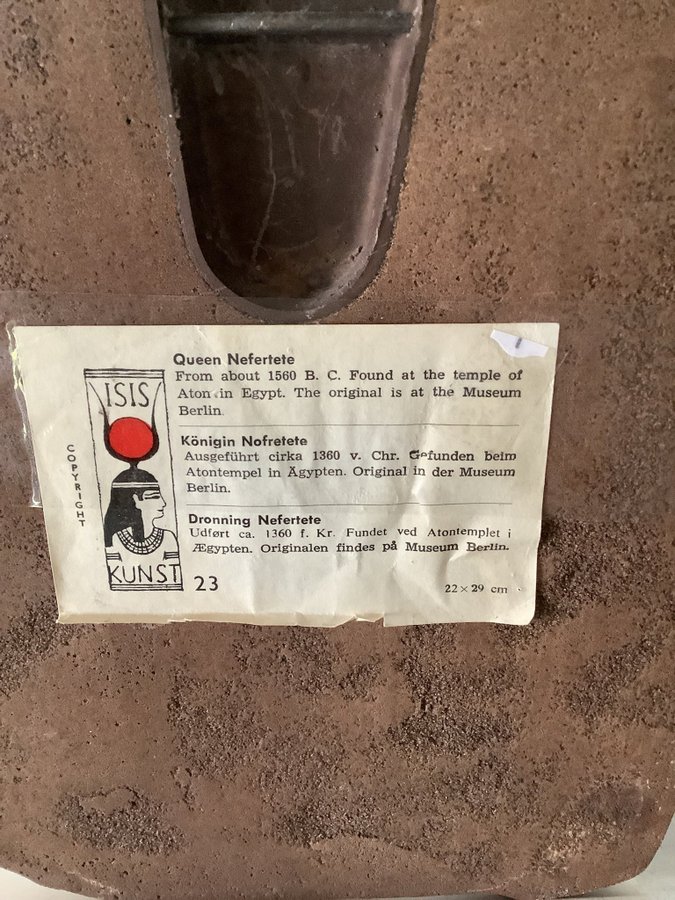 Queen Nefertete
From about 1560 B. C. Found at the temple of
Aton in Egypt. The original is at the Museum
Berlin.
Königin Nofretete
Ausgeführt cirka 1360 v. Chr. Gefunden beim
Atontempel in Ägypten. Original in der Museum
Berlin.
Dronning Nefertete
Udført ca. 1360 f. Kr. Fundet ved Atontemplet i
Ægypten. Originalen findes på Museum Berlin.
COPYRIGHT
ISIS
KUNST
23
22 × 29 cm